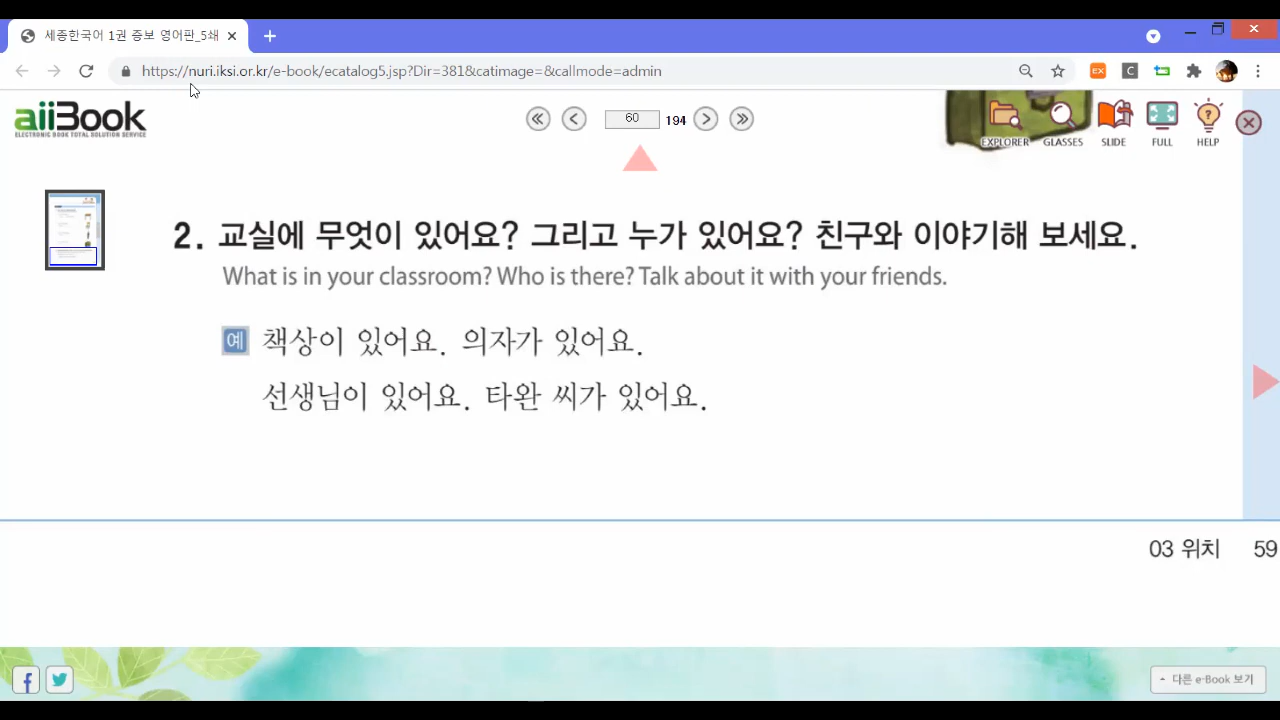 세종한국어 1권 증보 영어판_5쇄
https://nuri.iksi.or.kr/e-book/ecatalog5.jsp?Dir=381&catimage=&callmode=admin
EX
C
aiiBook
ELECTRONIC BOOK TOTAL SOLUTION SERVICE
60 194
EXPLORER GLASSES SLIDE FULL HELP
2. 교실에 무엇이 있어요? 그리고 누가 있어요? 친구와 이야기해 보세요.
What is in your classroom? Who is there? Talk about it with your friends.
예 책상이 있어요. 의자가 있어요.
선생님이 있어요. 타완 씨가 있어요.
03 위치 59
다른 e-Book 보기